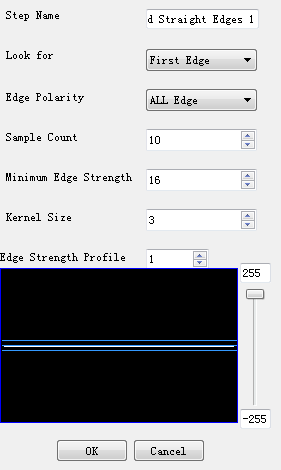 Step Name d Straight Edges 1
Look for First Edge
Edge Polarity ALL Edge
Sample Count 10
Minimum Edge Strength 16
Kernel Size 3
Edge Strength Profile 1
255
-255
OK Cancel